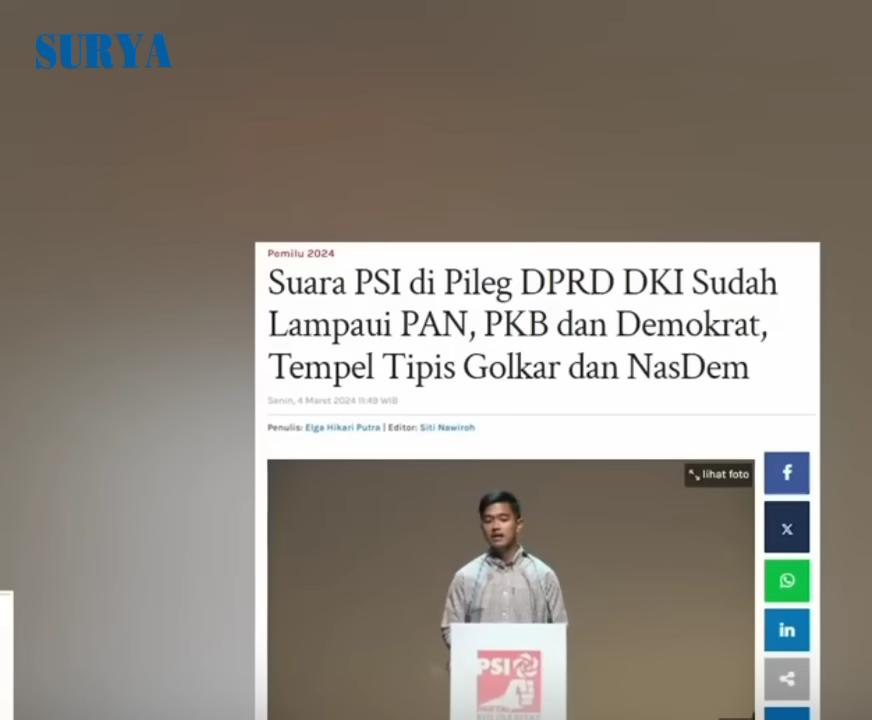 SURYA
Pemilu 2024
Suara PSI di Pileg DPRD DKI Sudah
Lampaui PAN, PKB dan Demokrat,
Tempel Tipis Golkar dan NasDem
Senin, 4 Maret 2024 11:49 WIB
Penulis: Elga Hikari Putra | Editor: Siti Nawiroh
lihat foto
f
X
in
PSI